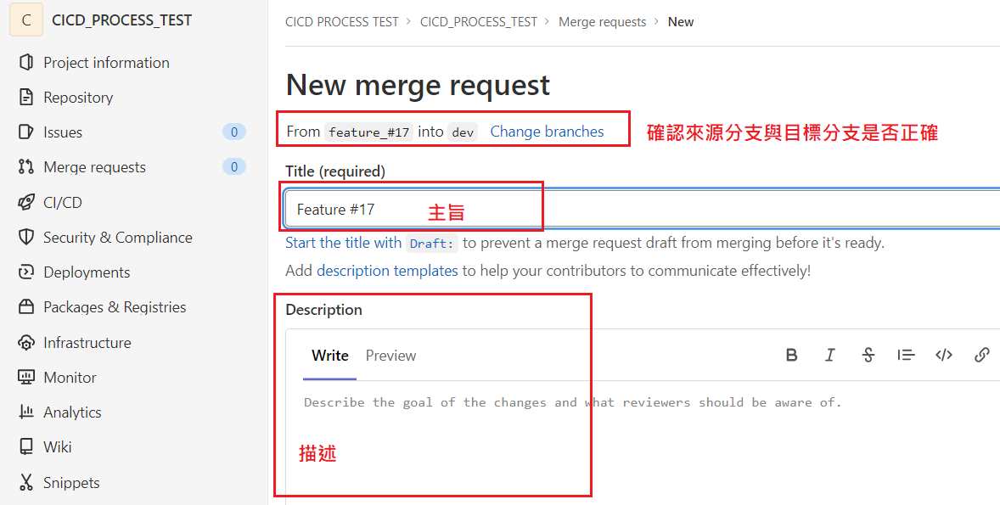 C CICD_PROCESS_TEST
Project information
Repository
Issues 0
Merge requests 0
CI/CD
Security & Compliance
Deployments
Packages & Registries
Infrastructure
Monitor
Analytics
Wiki
Snippets
CICD PROCESS TEST > CICD_PROCESS_TEST > Merge requests > New
New merge request
From feature_#17 into dev Change branches 確認來源分支與目標分支是否正確
Title (required)
Feature #17 主旨
Start the title with Draft: to prevent a merge request draft from merging before it's ready.
Add description templates to help your contributors to communicate effectively!
Description
Write Preview B I S </>
Describe the goal of the changes and what reviewers should be aware of.
描述